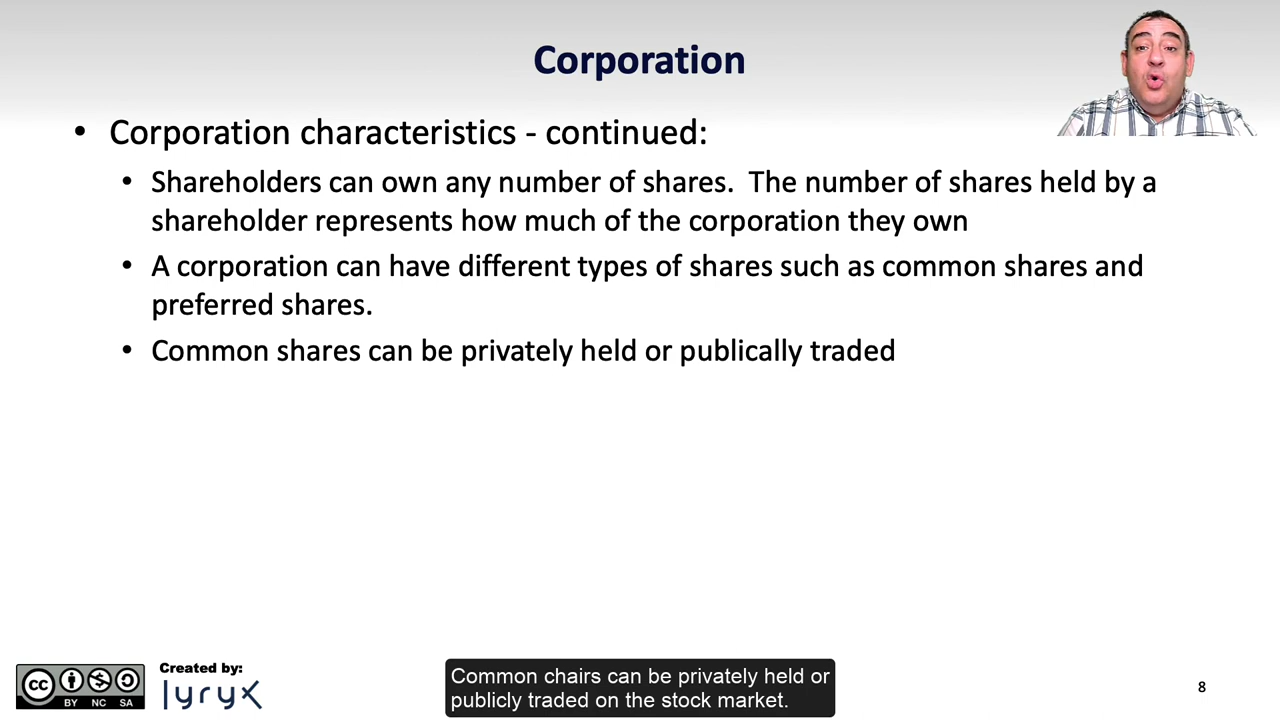 Corporation
• Corporation characteristics - continued:
• Shareholders can own any number of shares.  The number of shares held by a
shareholder represents how much of the corporation they own
• A corporation can have different types of shares such as common shares and
preferred shares.
• Common shares can be privately held or publically traded
cc
BY NC SA
Created by:
lyryx
Common chairs can be privately held or
publicly traded on the stock market.
8